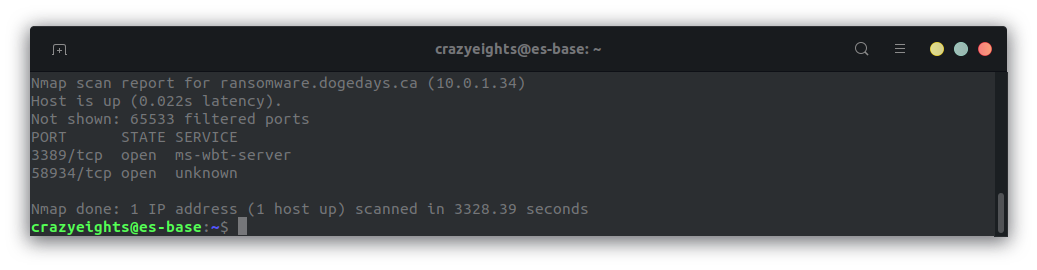 crazyeights@es-base: ~
Nmap scan report for ransomware.dogedays.ca (10.0.1.34)
Host is up (0.022s latency).
Not shown: 65533 filtered ports
PORT      STATE SERVICE
3389/tcp  open  ms-wbt-server
58934/tcp open  unknown
Nmap done: 1 IP address (1 host up) scanned in 3328.39 seconds
crazyeights@es-base:~$